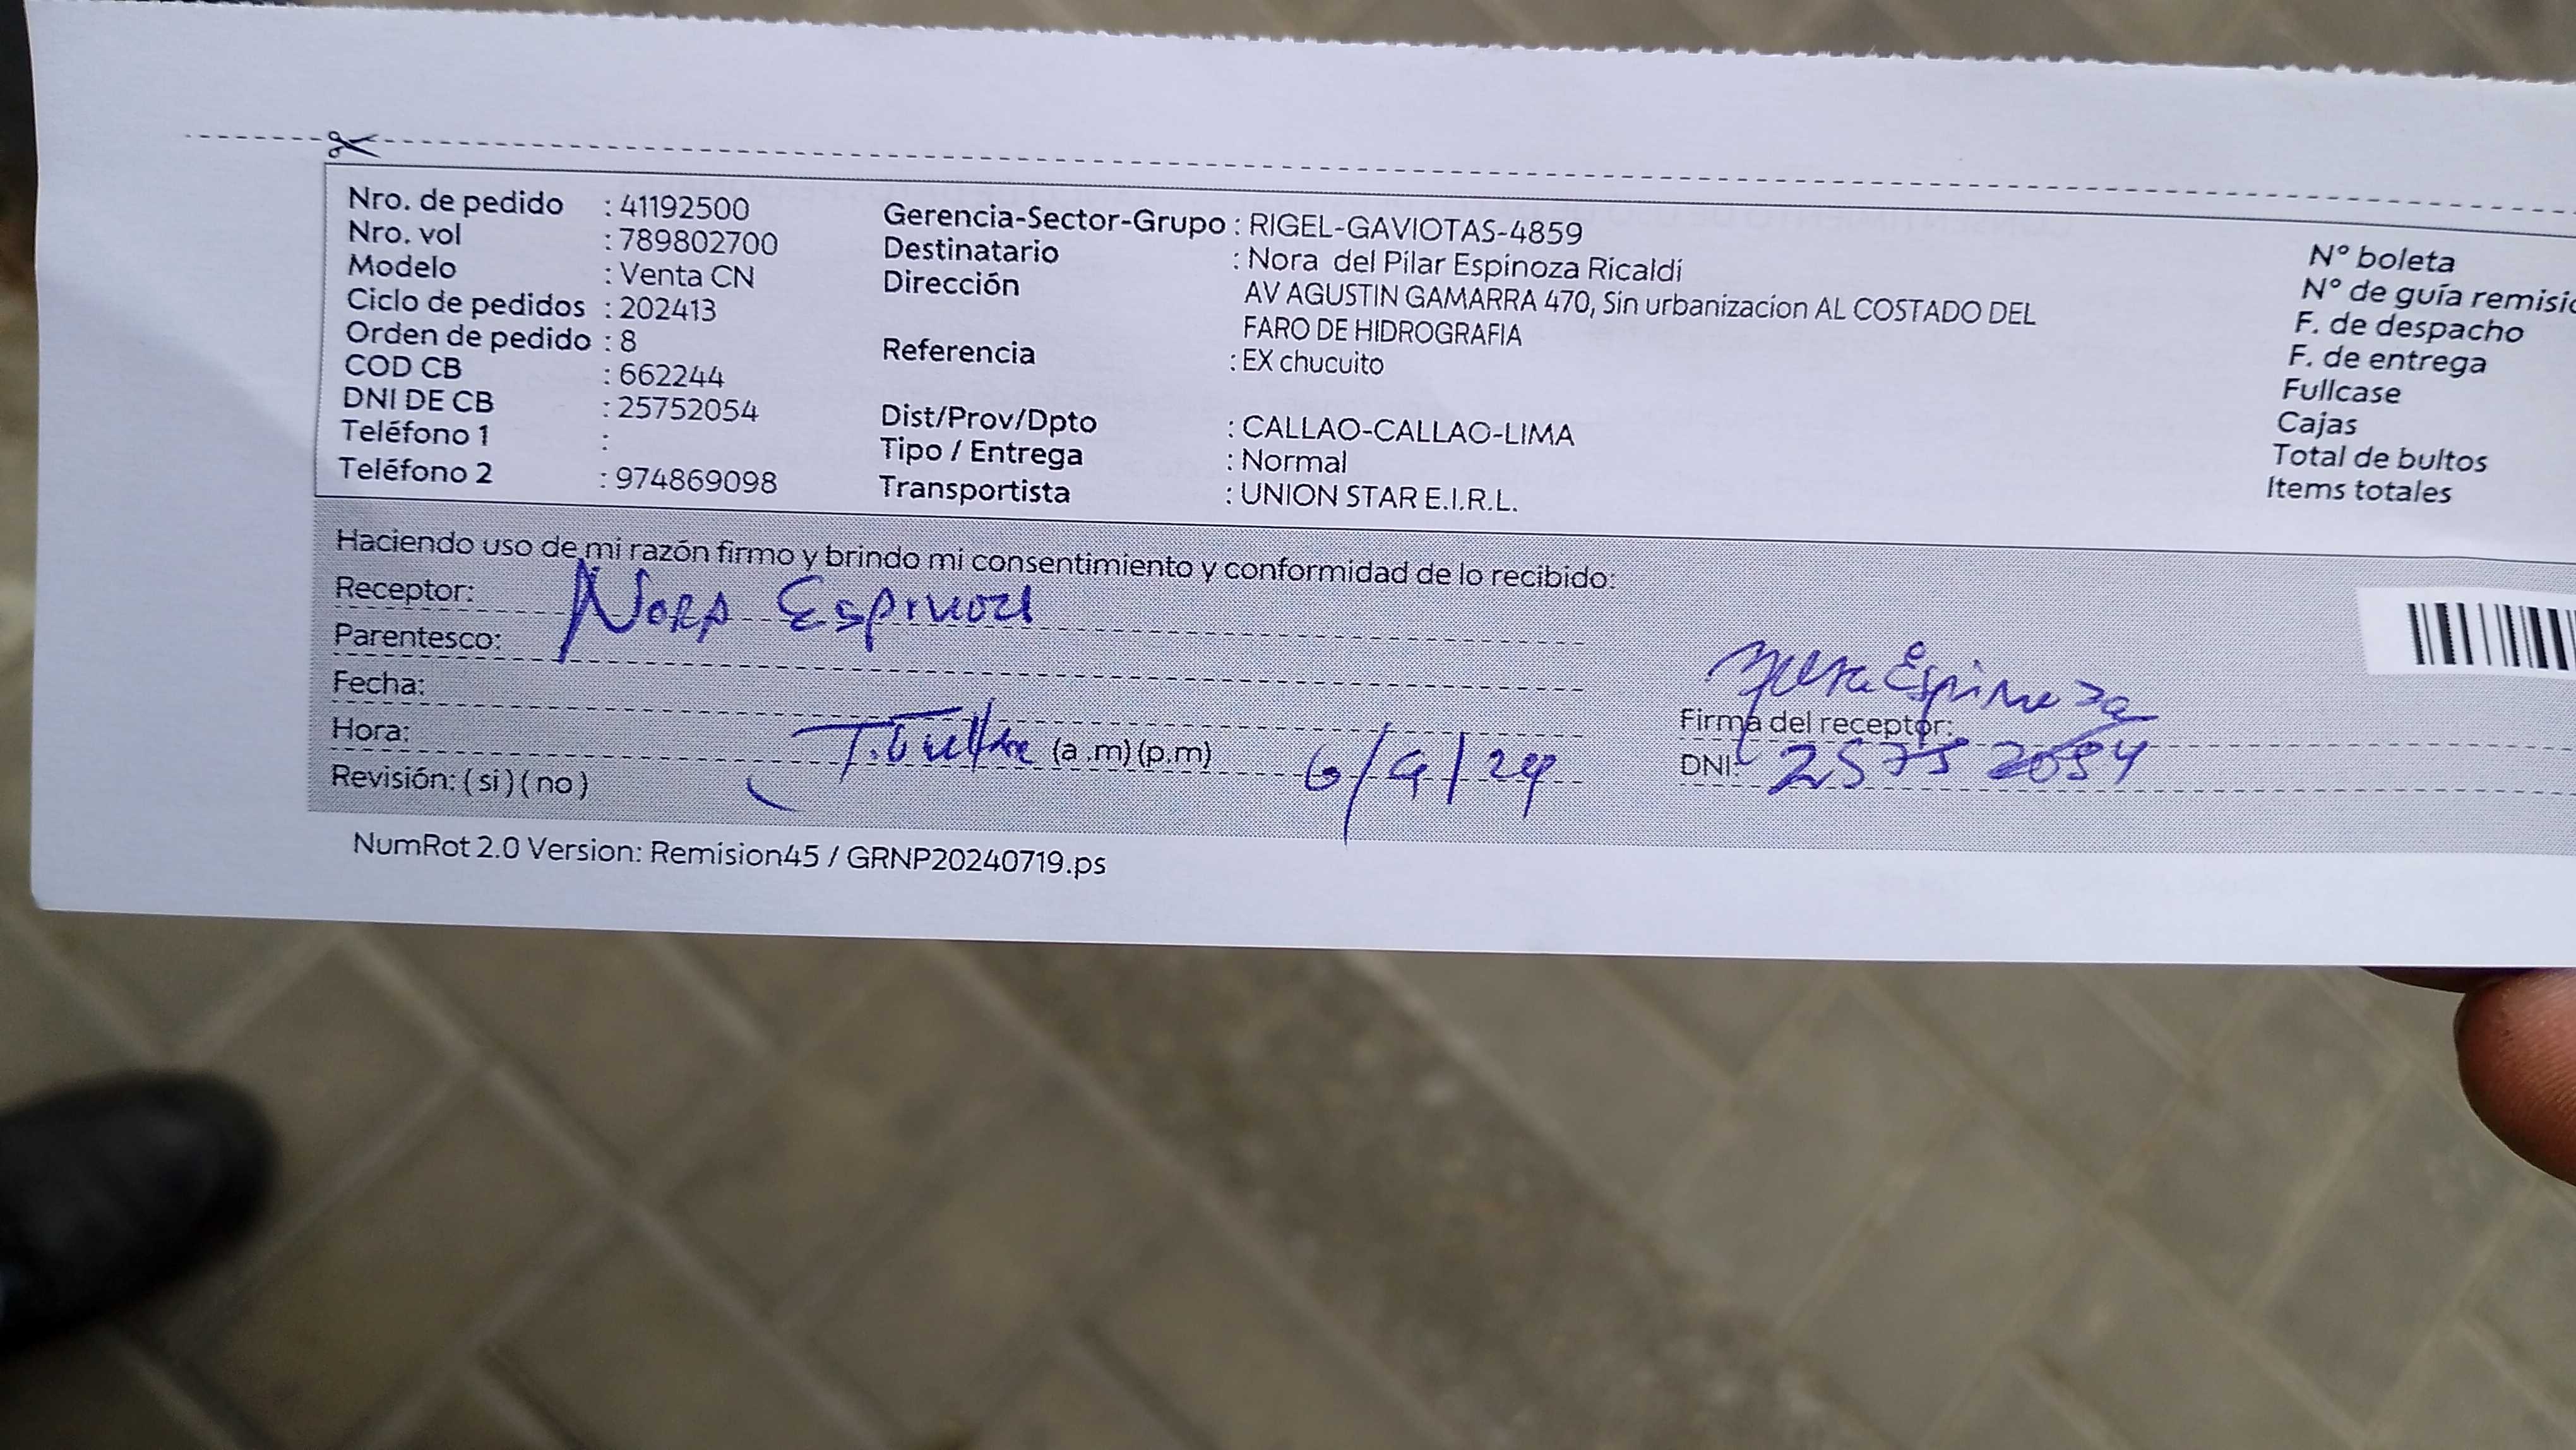 Nro. de pedido : 41192500
Nro. vol : 789802700
Modelo : Venta CN
Ciclo de pedidos : 202413
Orden de pedido : 8
COD CB : 662244
DNI DE CB : 25752054
Teléfono 1 :
Teléfono 2 : 974869098
Gerencia-Sector-Grupo : RIGEL-GAVIOTAS-4859
Destinatario : Nora del Pilar Espinoza Ricaldi
Dirección AV AGUSTIN GAMARRA 470, Sin urbanizacion AL COSTADO DEL
FARO DE HIDROGRAFIA
Referencia : EX chucuito
Dist/Prov/Dpto : CALLAO-CALLAO-LIMA
Tipo / Entrega : Normal
Transportista : UNION STAR E.I.R.L.
N° boleta
N° de guía
F. de despacho
F. de entrega
Fullcase
Cajas
Total de bultos
Items totales
Haciendo uso de mi razón firmo y brindo mi consentimiento y conformidad de lo recibido:
Receptor: Nora
Parentesco:
Fecha:
Hora: (a .m) (p.m) 6/9/24
Revisión: ( si ) ( no )
Nora Espinoza
Firma del receptor:
DNI: 25752054
NumRot 2.0 Version: Remision45 / GRNP20240719.ps